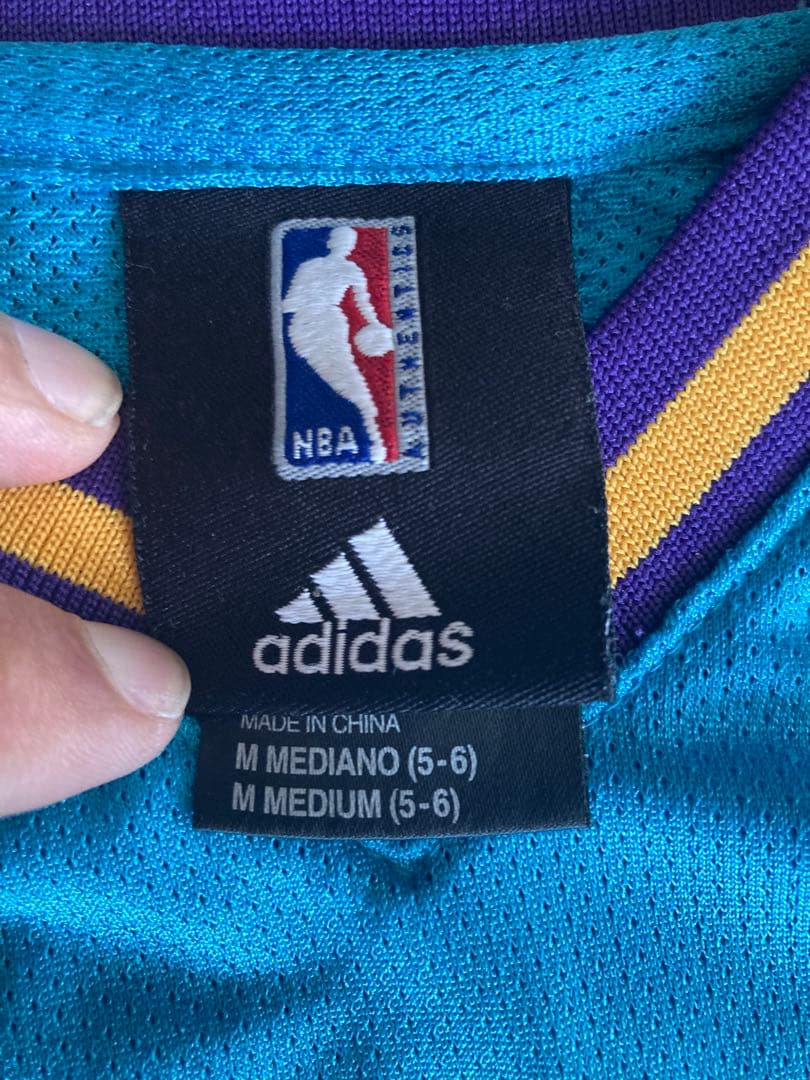 AUTHENTICS
NBA
adidas
MADE IN CHINA
M MEDIANO (5-6)
M MEDIUM (5-6)